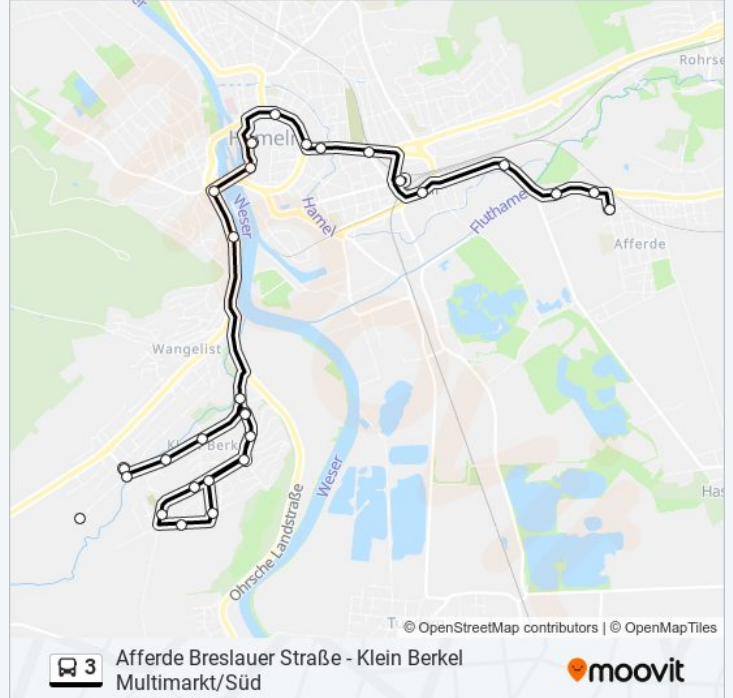 Weser
Rohrse
Hameln
Weser
Hamel
Fluthamel
Afferde
Wangelist
Klein Berkel
Weser
Has
Ohrsche Landstraße
© OpenStreetMap contributors | © OpenMapTiles
3
Afferde Breslauer Straße - Klein Berkel
Multimarkt/Süd
moovit